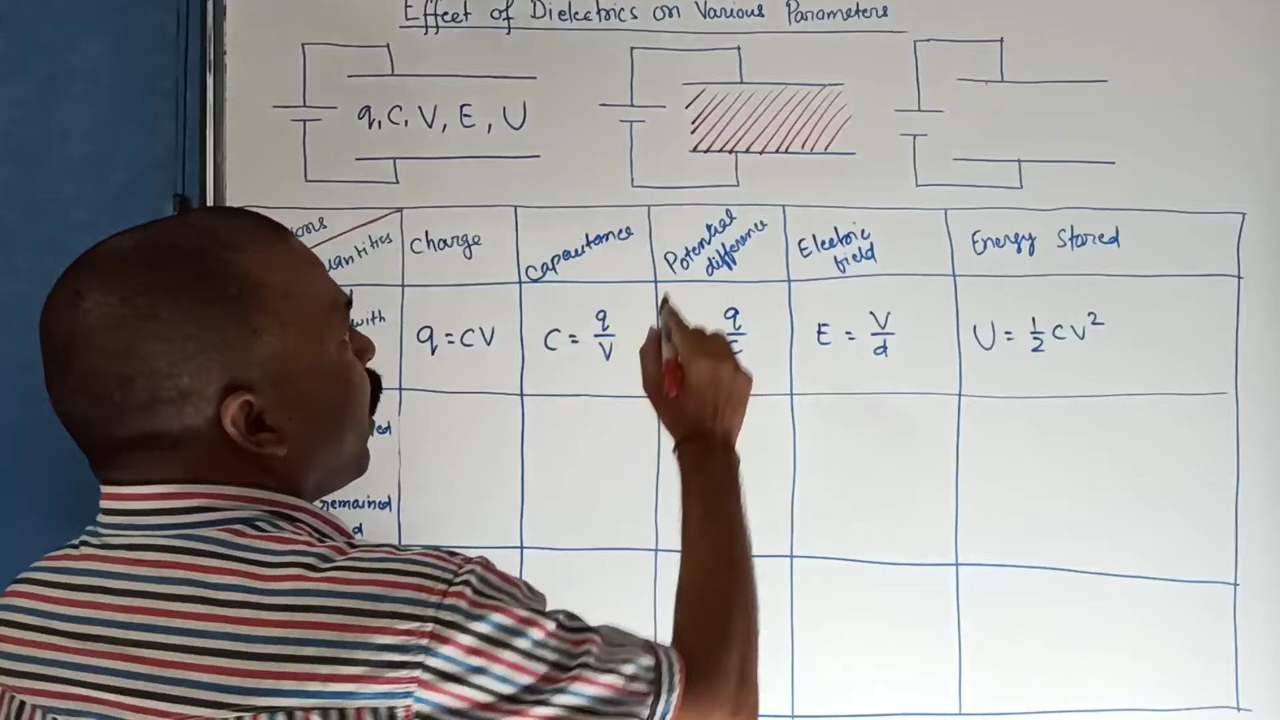 Effect of Dielectrics on Various Parameters
q, C, V, E, U
Charge
Capacitance
Potential
difference
Electric
field
Energy Stored
with
q = CV
C = q/V
q
E = V/d
U = 1/2 CV²
remained